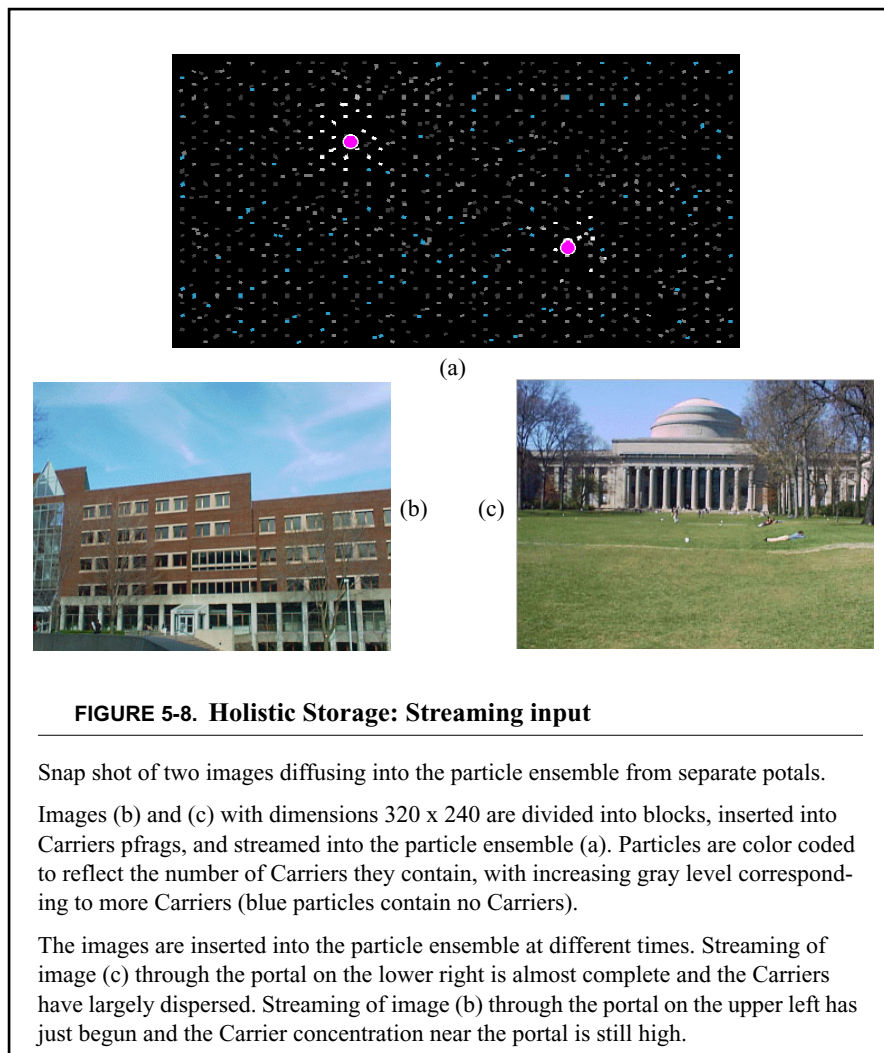 (a)
(b)
(c)
FIGURE 5-8. Holistic Storage: Streaming input
Snap shot of two images diffusing into the particle ensemble from separate potals.
Images (b) and (c) with dimensions 320 x 240 are divided into blocks, inserted into
Carriers pfrags, and streamed into the particle ensemble (a). Particles are color coded
to reflect the number of Carriers they contain, with increasing gray level correspond-
ing to more Carriers (blue particles contain no Carriers).
The images are inserted into the particle ensemble at different times. Streaming of
image (c) through the portal on the lower right is almost complete and the Carriers
have largely dispersed. Streaming of image (b) through the portal on the upper left has
just begun and the Carrier concentration near the portal is still high.